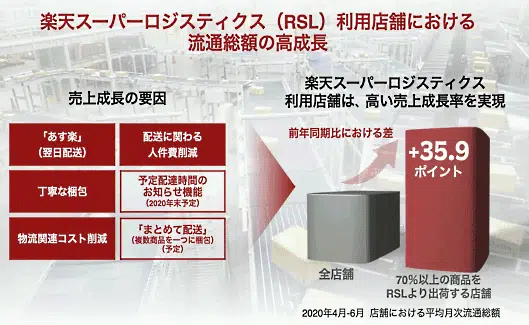 楽天スーパーロジスティクス（RSL）利用店舗における
流通総額の高成長
売上成長の要因
「あす楽」
（翌日配送）
配送に関わる
人件費削減
丁寧な梱包
予定配達時間の
お知らせ機能
（2020年末予定）
物流関連コスト削減
「まとめて配送」
（複数商品を一つに梱包）
（予定）
楽天スーパーロジスティクス
利用店舗は、高い売上成長率を実現
前年同期比における差
+35.9
ポイント
全店舗
70%以上の商品を
RSLより出荷する店舗
2020年4月-6月 店舗における平均月次流通総額